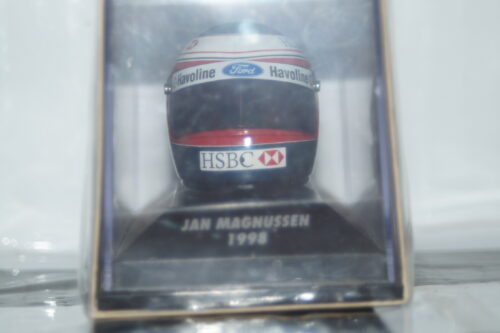 Havoline Ford Havoline
HSBC
JAN MAGNUSSEN
1998